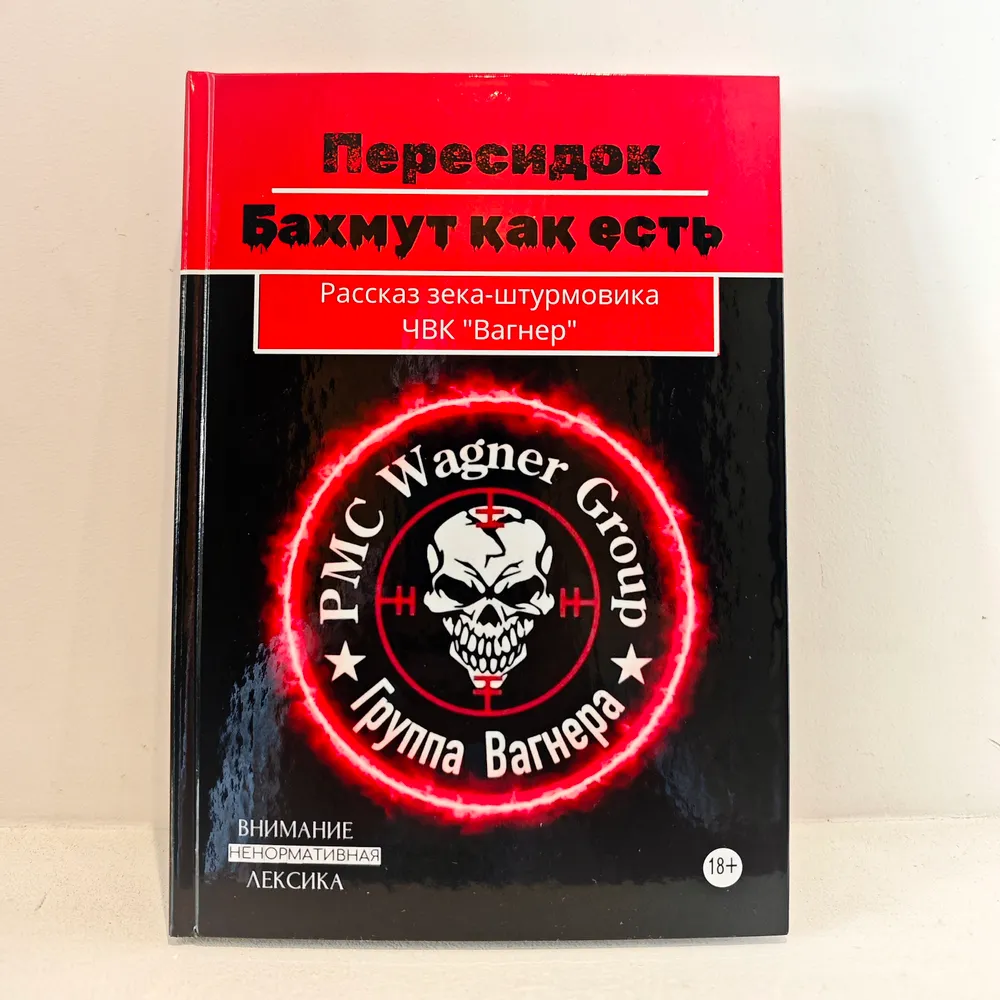 Пересидок
Бахмут как есть
Рассказ зека-штурмовика
ЧВК "Вагнер"
PMC Wagner Group
Группа Вагнера
ВНИМАНИЕ
НЕНОРМАТИВНАЯ
ЛЕКСИКА
18+